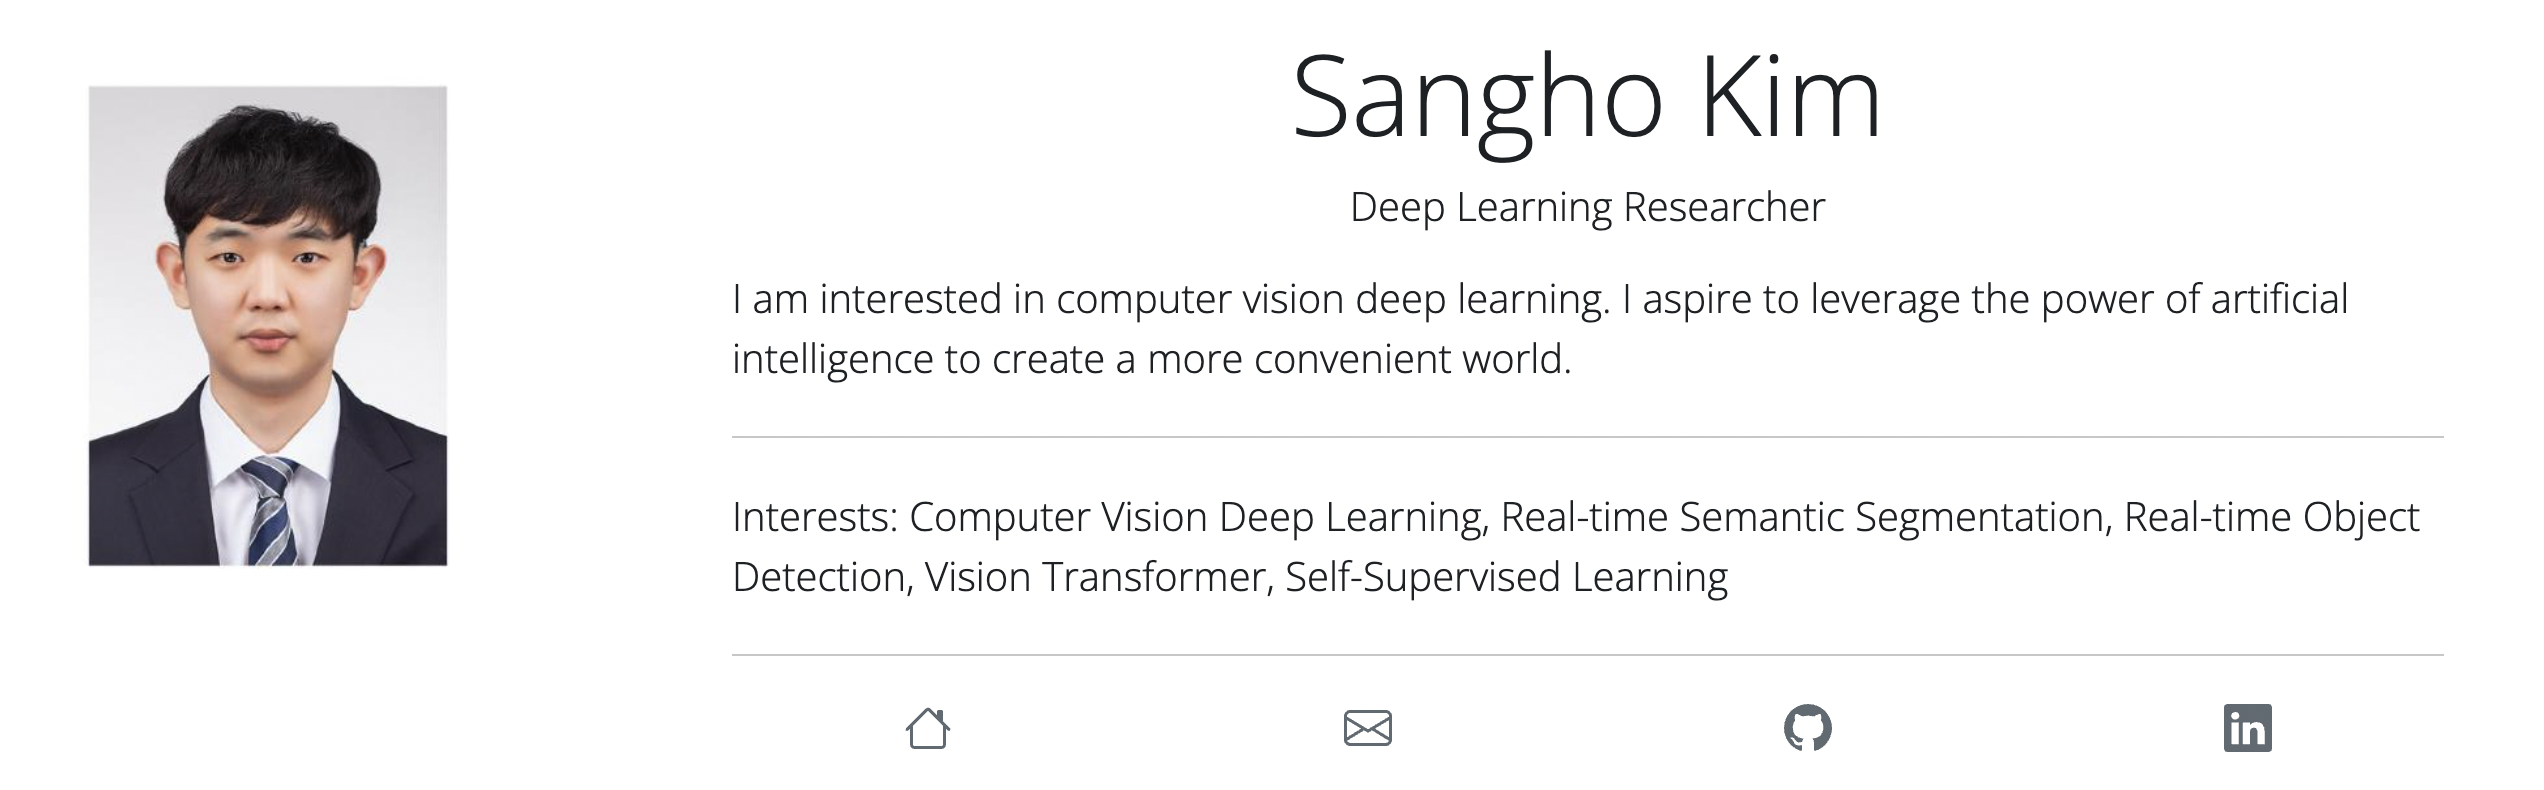 Sangho Kim
Deep Learning Researcher
I am interested in computer vision deep learning. I aspire to leverage the power of artificial
intelligence to create a more convenient world.
Interests: Computer Vision Deep Learning, Real-time Semantic Segmentation, Real-time Object
Detection, Vision Transformer, Self-Supervised Learning
in